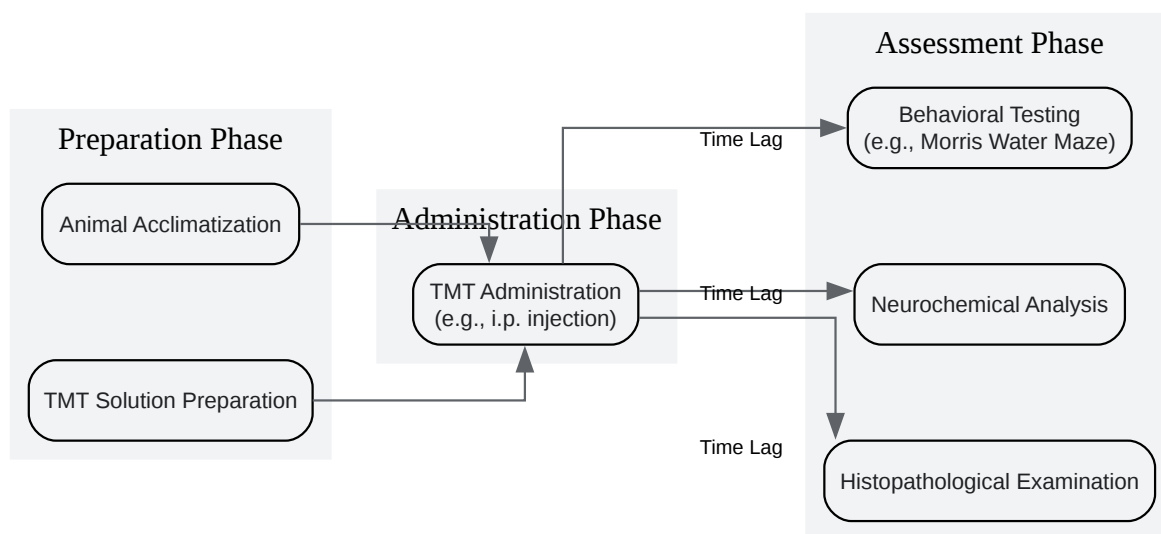 Preparation Phase
Animal Acclimatization
TMT Solution Preparation
Administration Phase
TMT Administration
(e.g., i.p. injection)
Time Lag
Time Lag
Time Lag
Assessment Phase
Behavioral Testing
(e.g., Morris Water Maze)
Neurochemical Analysis
Histopathological Examination